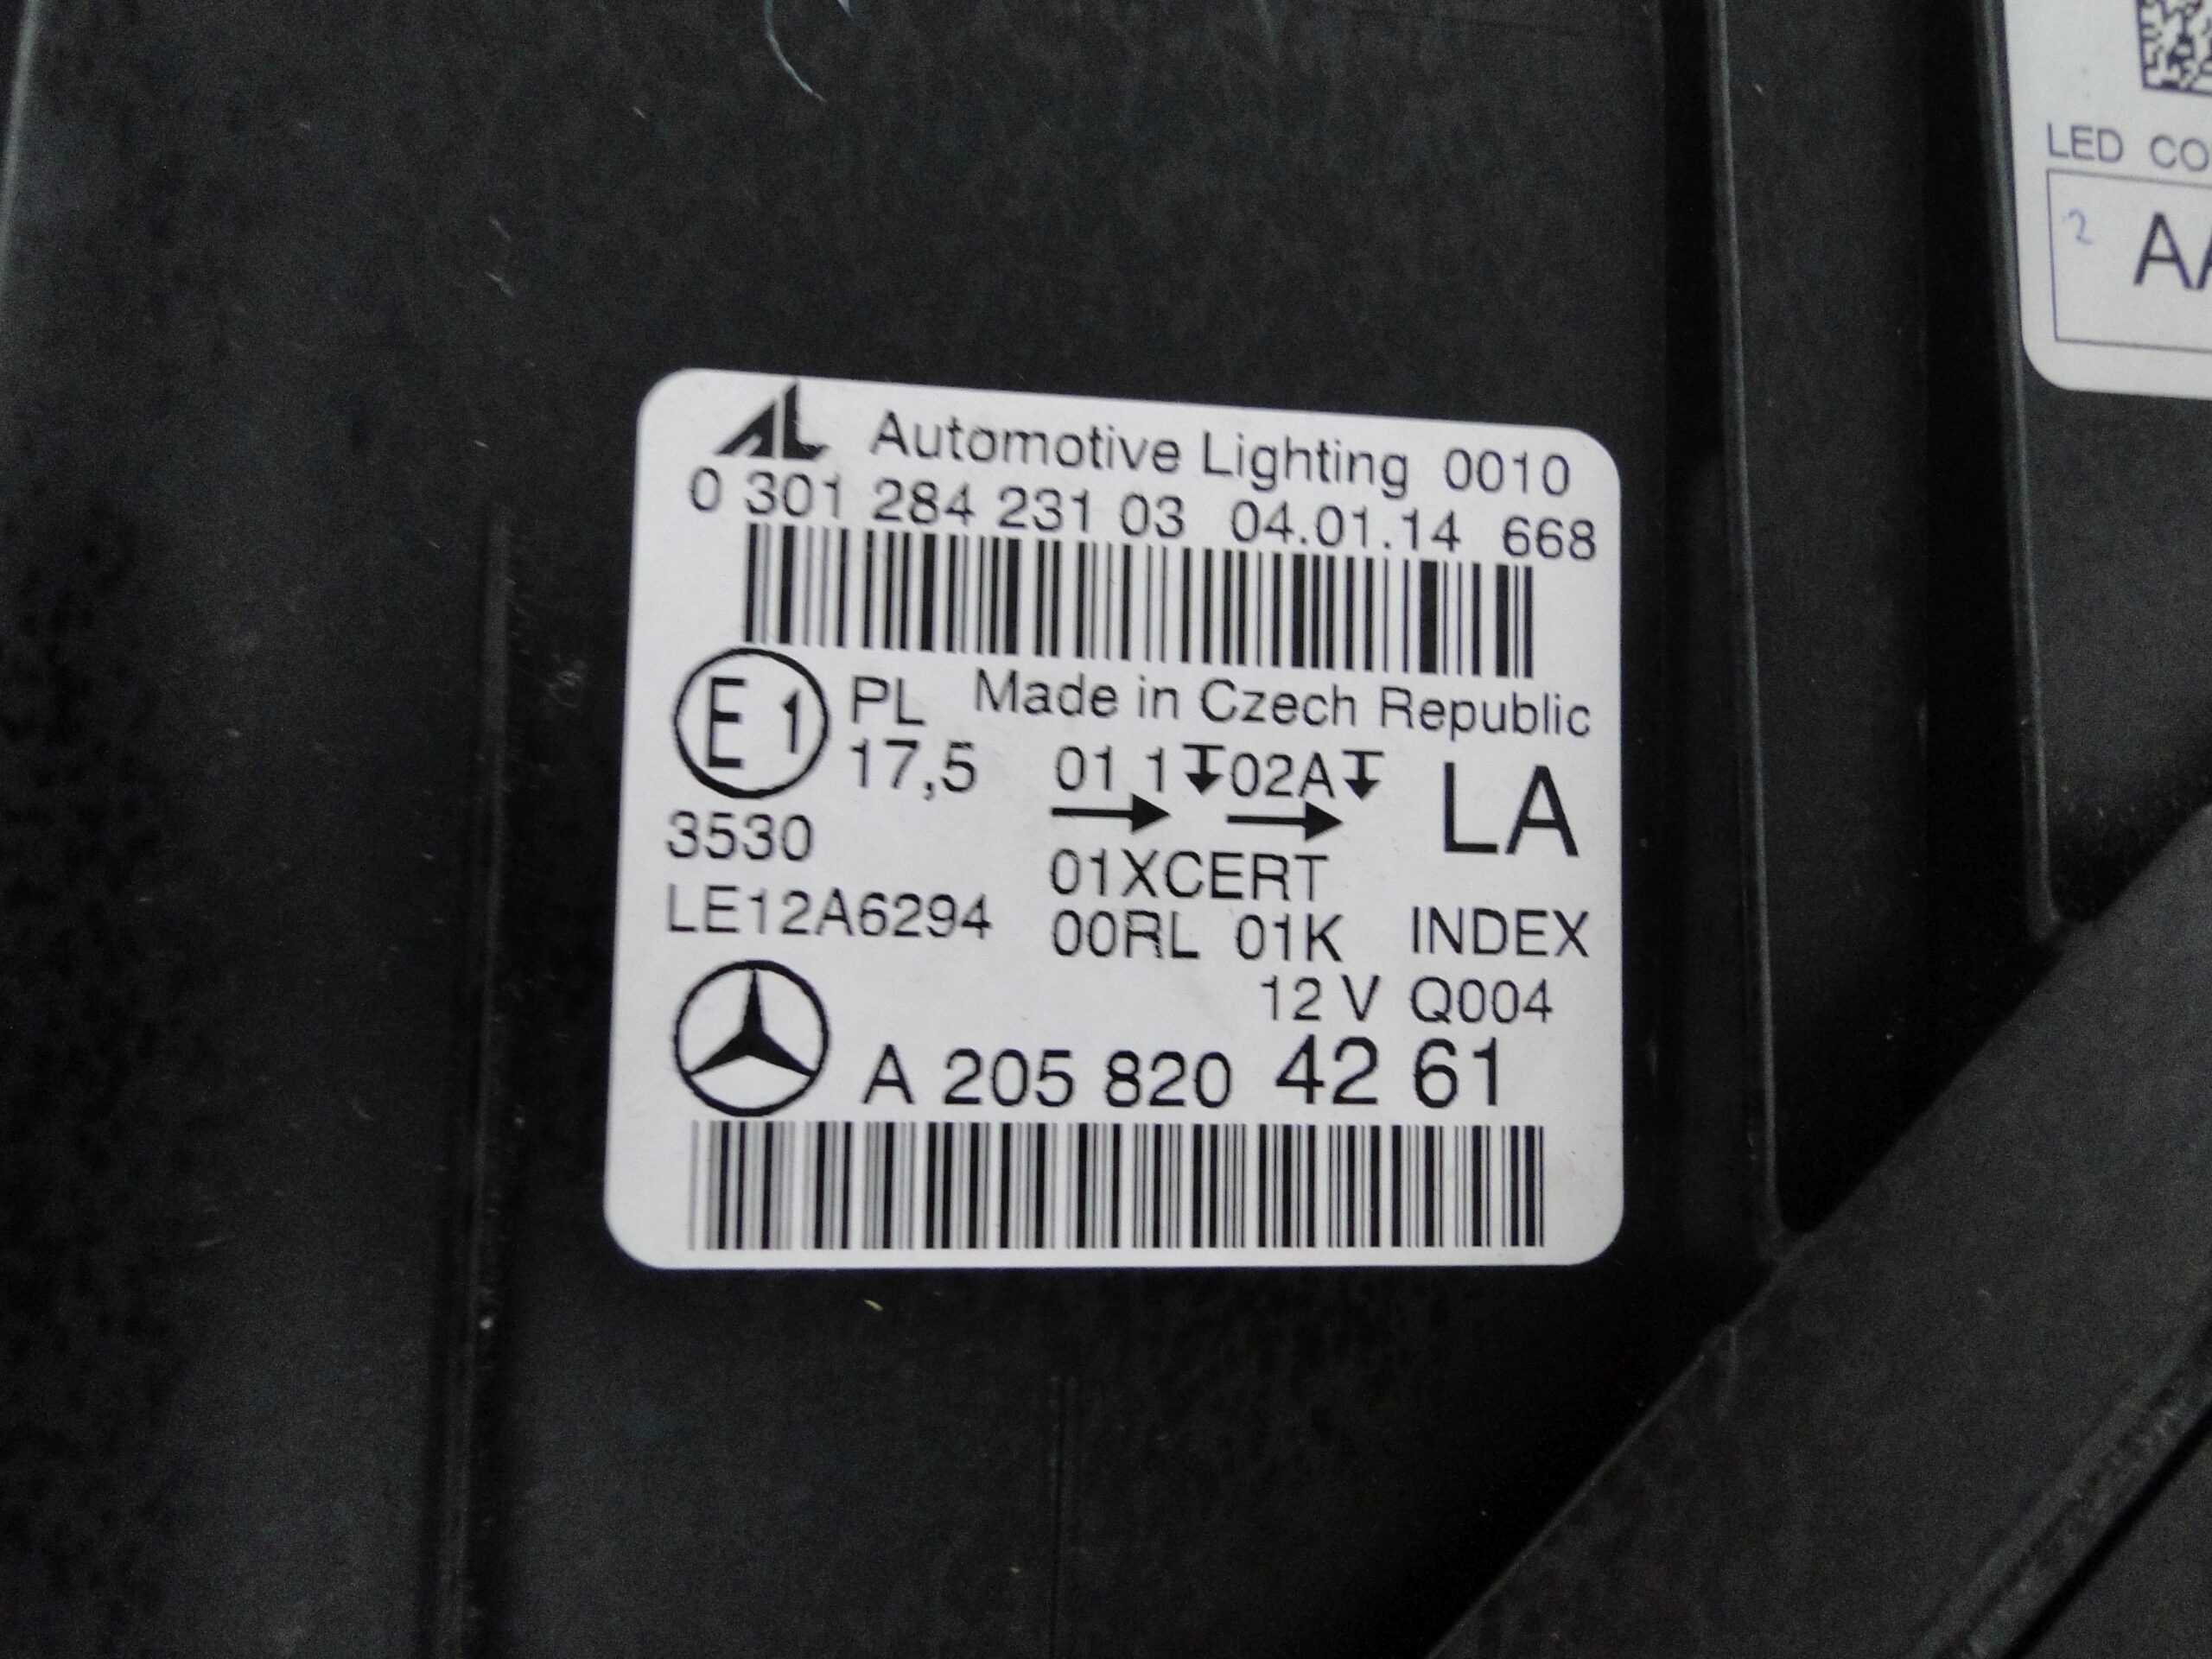 AL Automotive Lighting 0010
0 301 284 231 03 04.01.14 668
E1 PL Made in Czech Republic
17,5 01 1 02A LA
3530
01XCERT
LE12A6294 00RL 01K INDEX
12 V Q004
A 205 820 42 61
LED
2